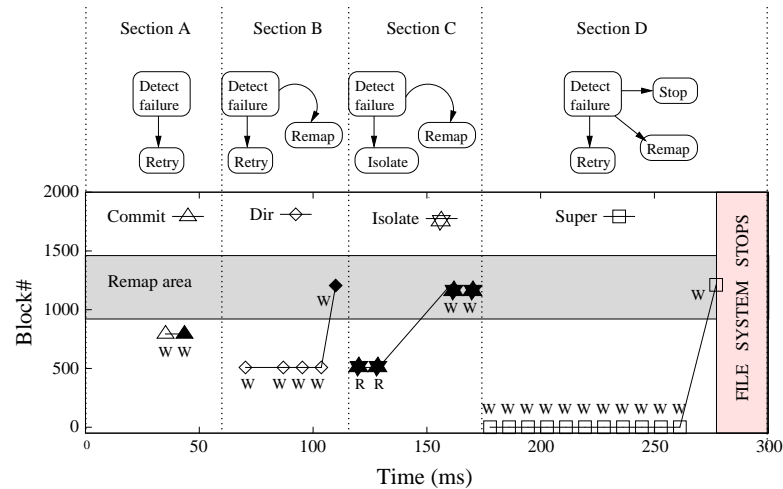 Section A Section B Section C Section D
Detect failure Detect failure Detect failure Detect failure
Stop
Remap Remap Remap
Retry Retry Isolate Retry
2000
Commit Dir Isolate Super
1500
Remap area
W W
1000
W W
W W
500
W W W W R R
W W W W W W W W W W
0
FILE SYSTEM STOPS
Block#
0 50 100 150 200 250 300
Time (ms)